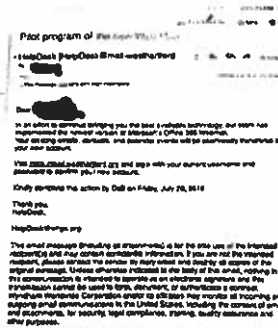 Pilot program of
HelpDesk [HelpDesk@mail-weatherford
Dear
In an effort to continue bringing you the best available technology, our team has
implemented the newest version of Microsoft's Office 365 Webmail.
Your existing emails, contacts, and calendar events will be seamlessly transferred to
your new account.
Visit and sign in with your current username and
password to confirm your new account.
Kindly complete this action by CoB on Friday, July 20, 2018
Thank you,
HelpDesk.
This email message (including all attachments) is for the sole use of the intended
recipient(s) and may contain confidential information. If you are not the intended
recipient, please contact the sender by reply email and destroy all copies of the
original message. Unless otherwise indicated in the body of this email, nothing in
this communication is intended to operate as an electronic signature and this
transmission cannot be used to form, document, or authenticate a contract.
Wyndham Worldwide Corporation and/or its affiliates may monitor all incoming and
outgoing email communications in the United States, including the content of emails
and attachments, for security, legal compliance, training, quality assurance and
other purposes.